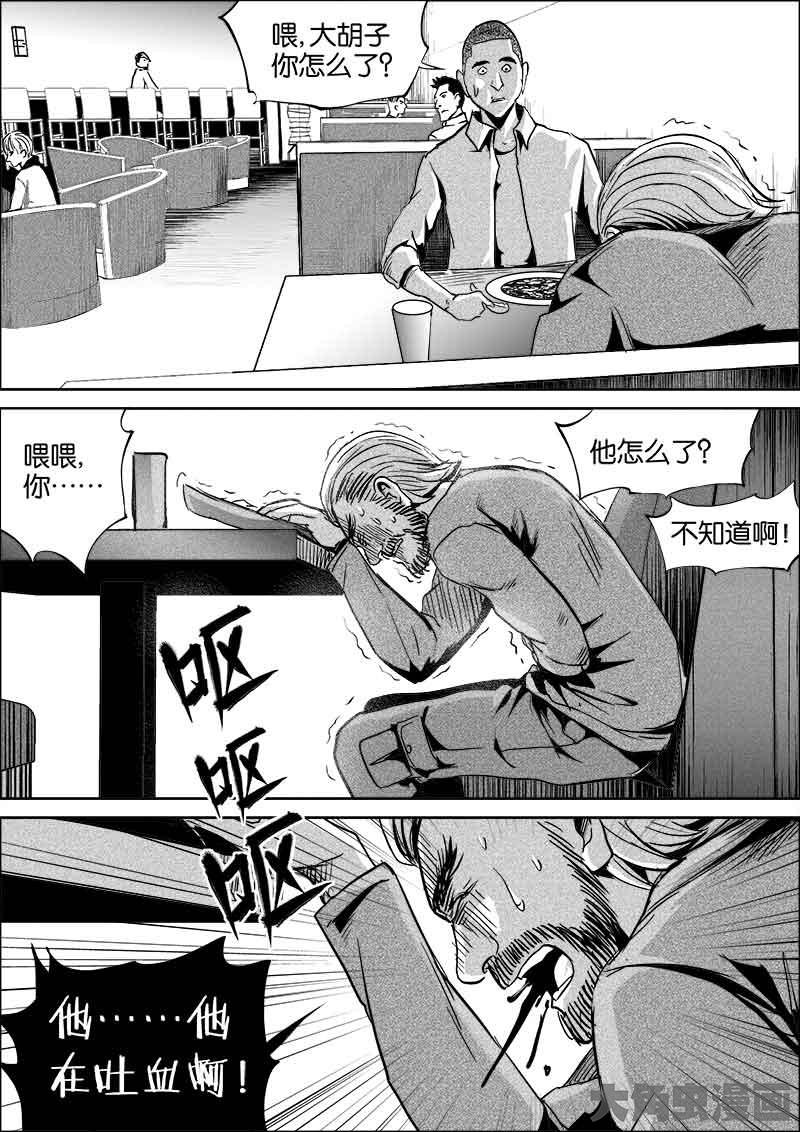 喂，大胡子
你怎么了？
喂喂，
你……
他怎么了？
不知道啊！
呕
呕
呕
他……他
在吐血啊！
大角虫漫画